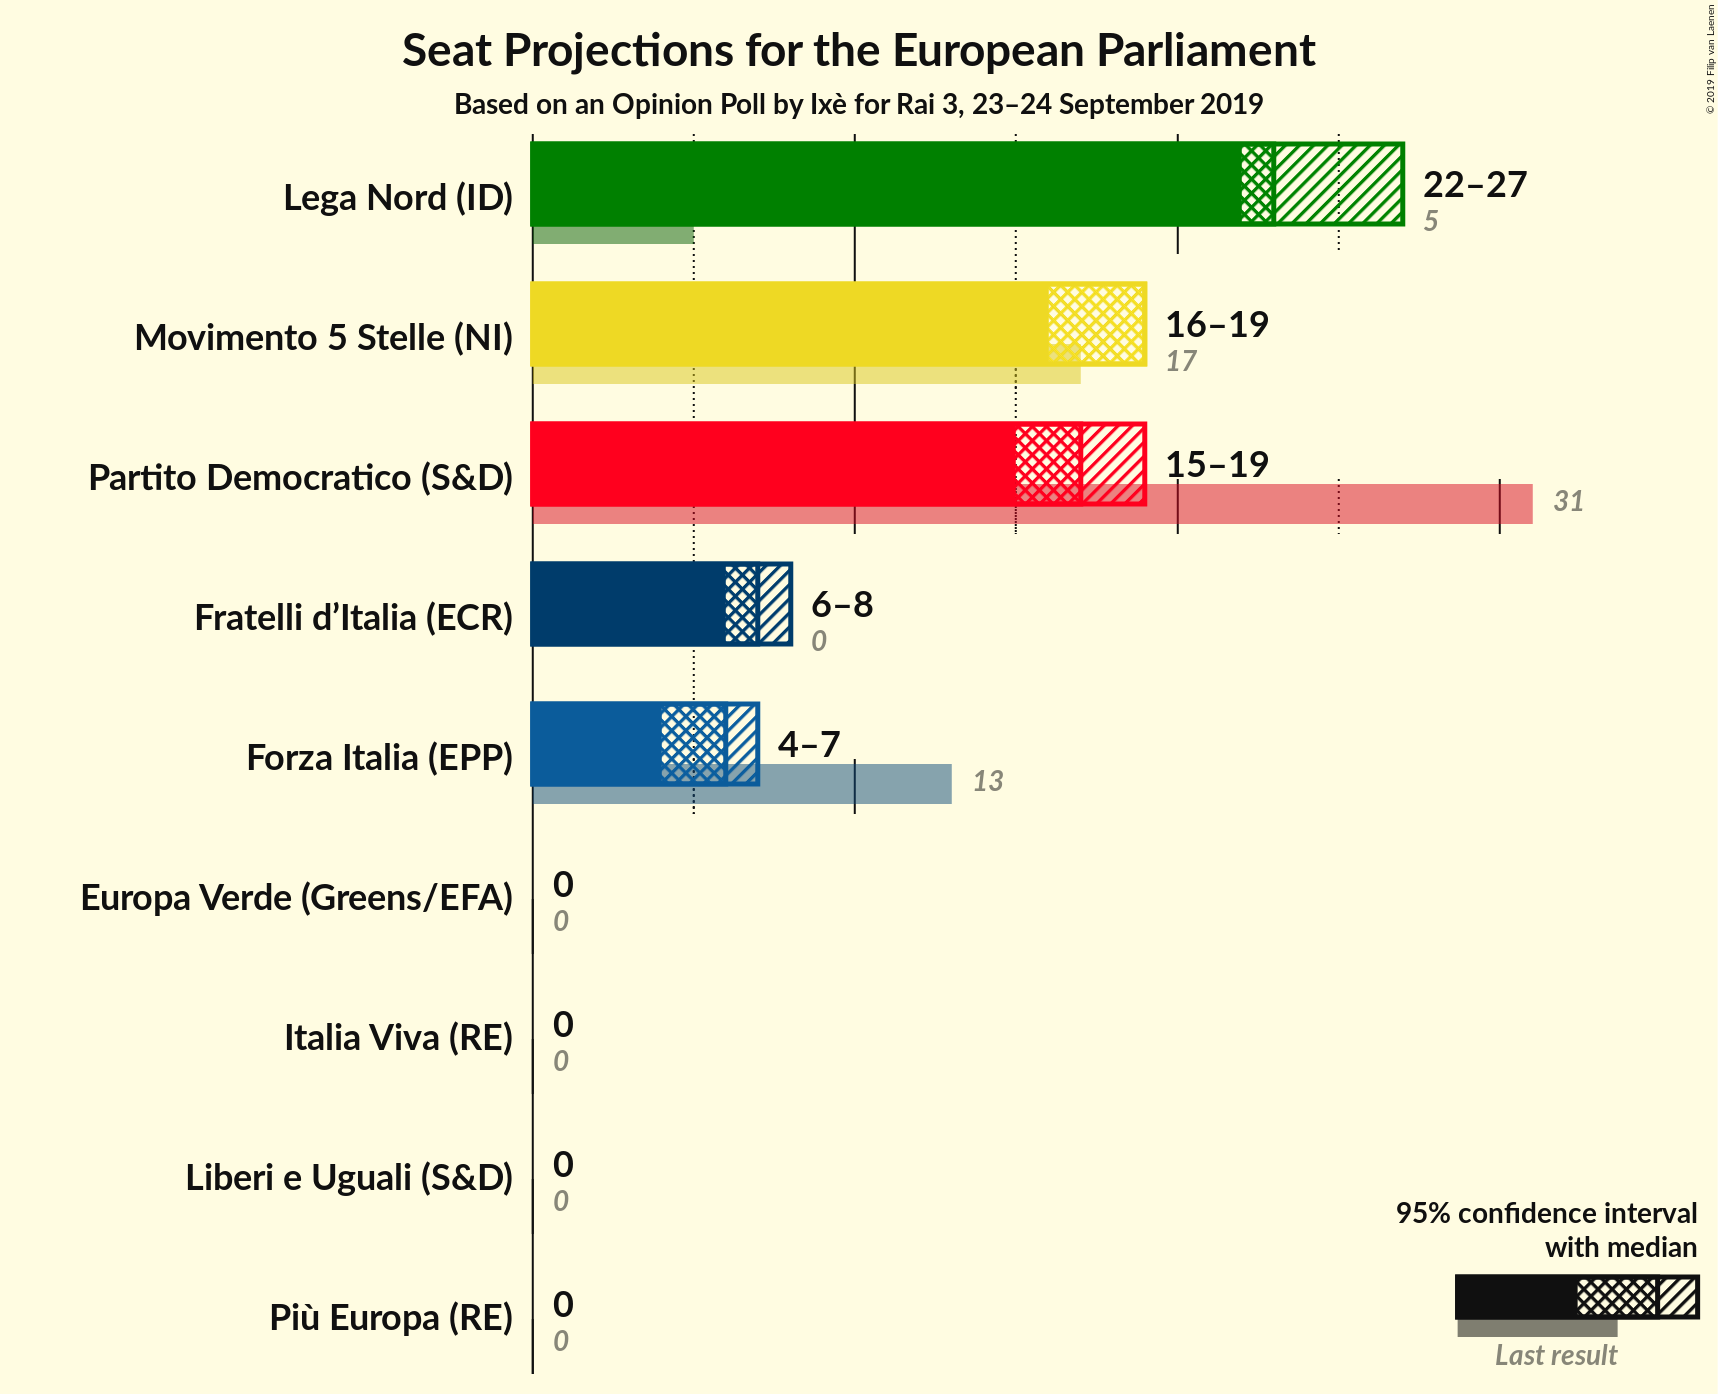 Seat Projections for the European Parliament
Based on an Opinion Poll by Ixè for Rai 3, 23–24 September 2019
© 2019 Filip van Laenen
Lega Nord (ID)
22–27
5
Movimento 5 Stelle (NI)
16–19
17
Partito Democratico (S&D)
15–19
31
Fratelli d’Italia (ECR)
6–8
0
Forza Italia (EPP)
4–7
13
Europa Verde (Greens/EFA)
0
0
Italia Viva (RE)
0
0
Liberi e Uguali (S&D)
0
0
Più Europa (RE)
0
0
95% confidence interval
with median
Last result